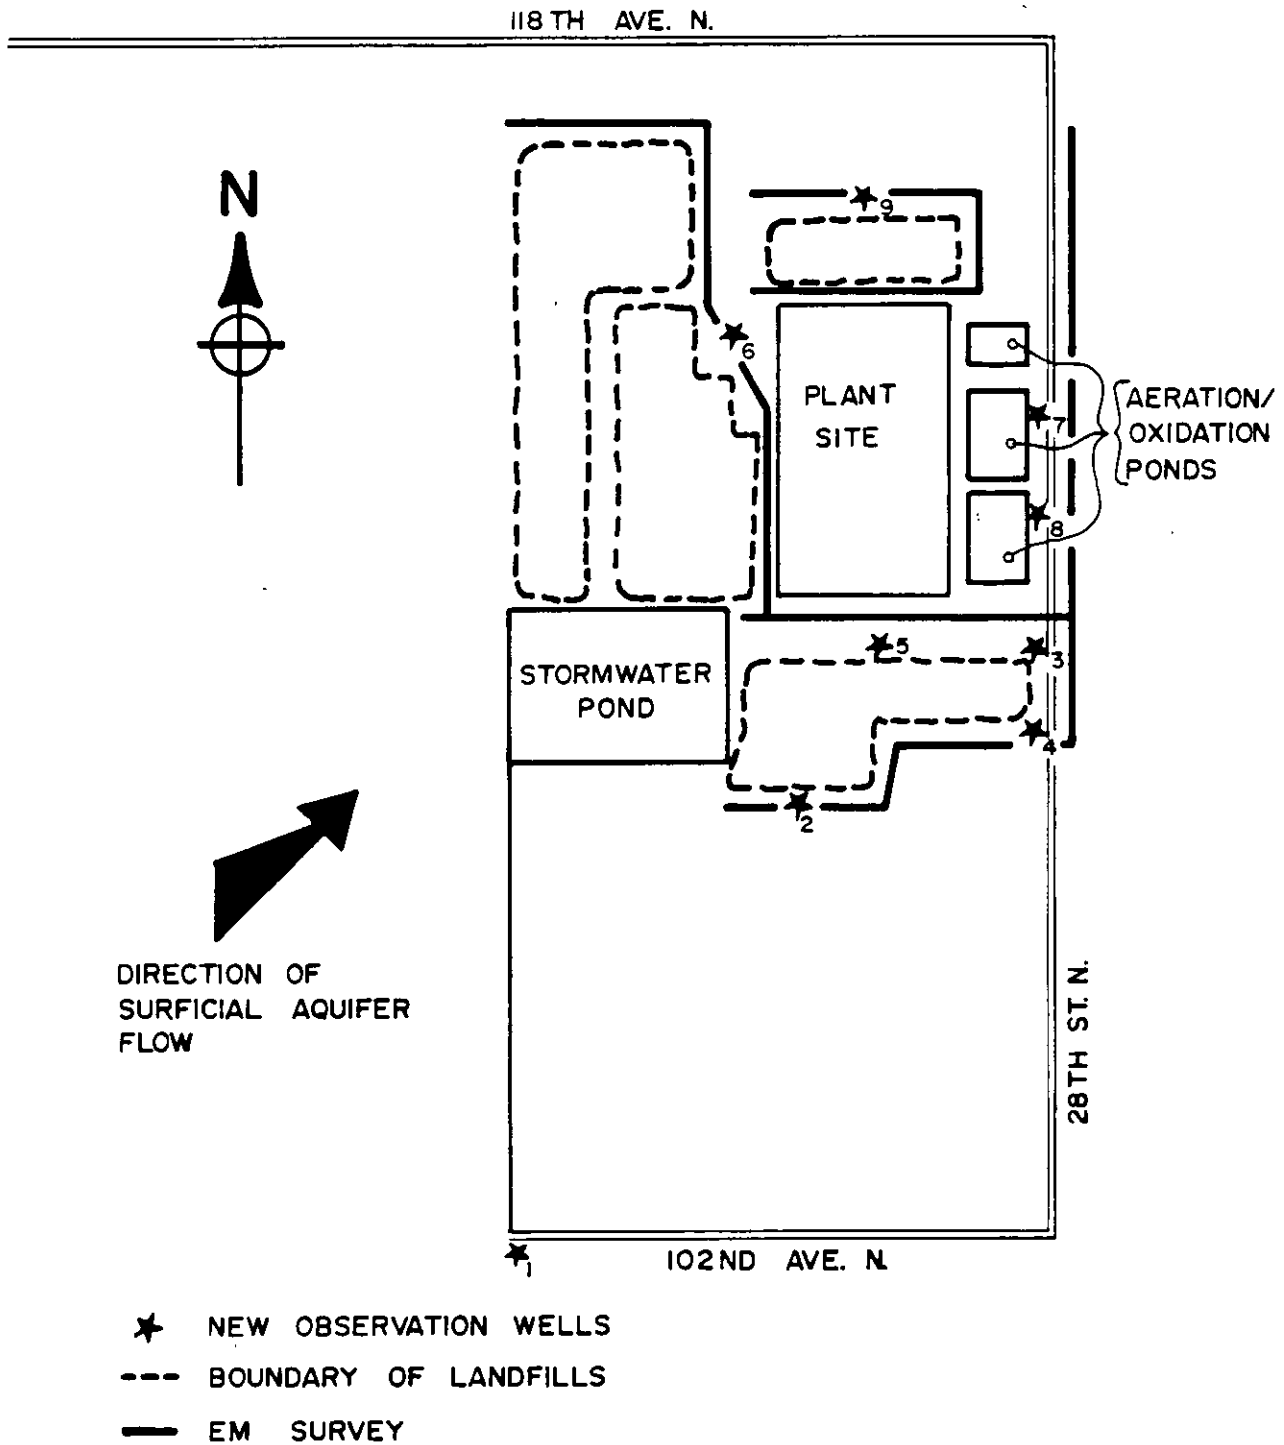 118TH AVE. N.
N
9
6
PLANT
SITE
7
8
AERATION/
OXIDATION
PONDS
5
3
STORMWATER
POND
4
2
DIRECTION OF
SURFICIAL AQUIFER
FLOW
28TH ST. N.
1
102ND AVE. N.
NEW OBSERVATION WELLS
BOUNDARY OF LANDFILLS
EM SURVEY